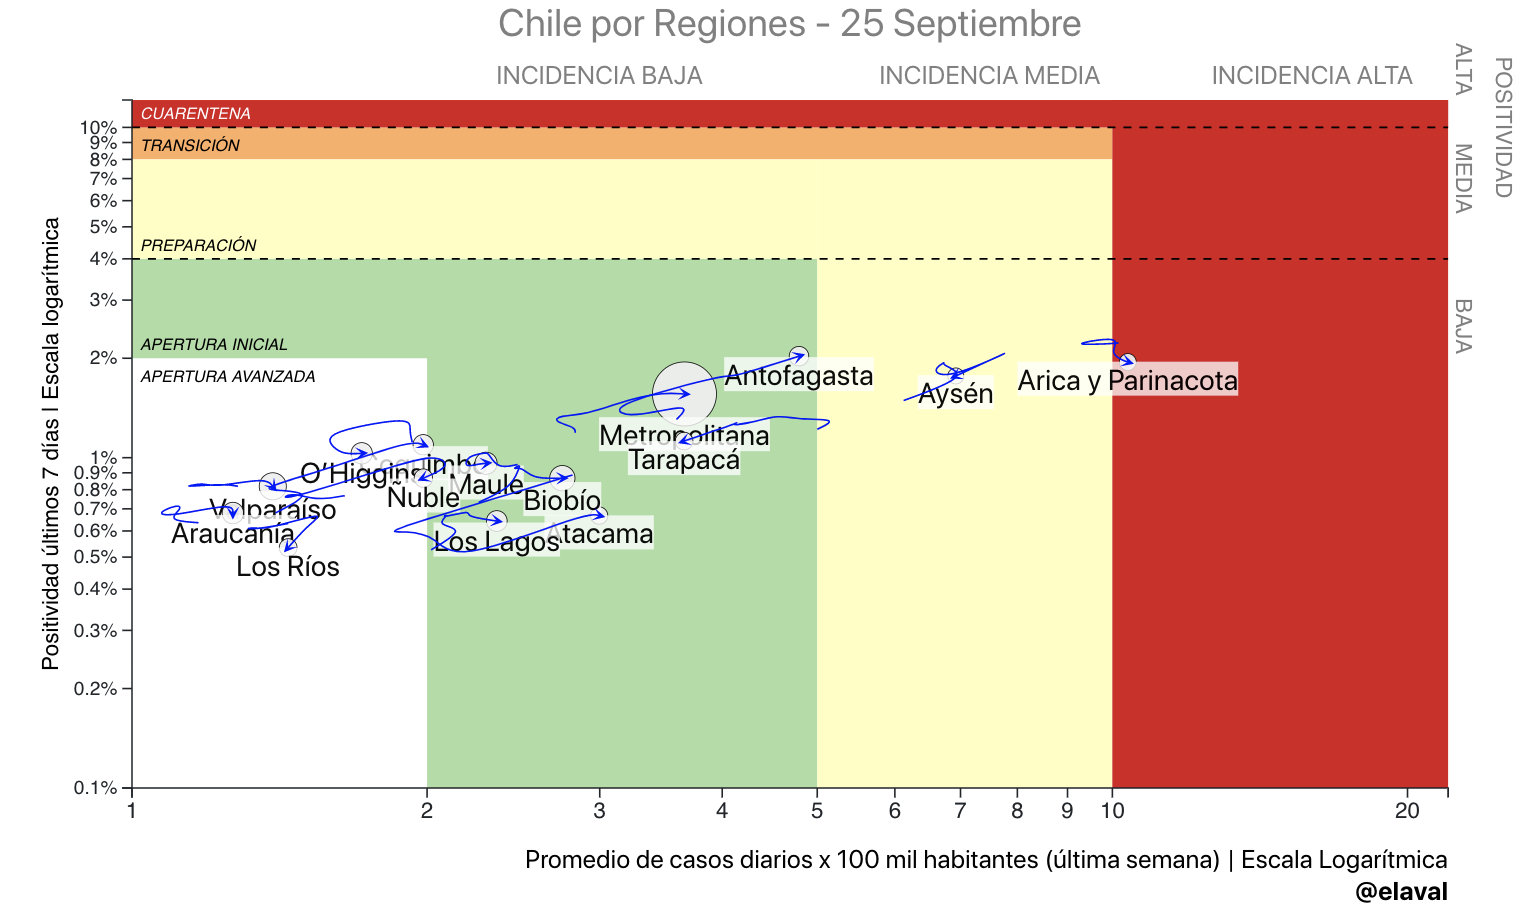 Chile por Regiones - 25 Septiembre
INCIDENCIA BAJA
INCIDENCIA MEDIA
INCIDENCIA ALTA
ALTA
MEDIA
BAJA
POSITIVIDAD
CUARENTENA
TRANSICIÓN
PREPARACIÓN
APERTURA INICIAL
APERTURA AVANZADA
Positividad últimos 7 días | Escala logarítmica
10%
9%
8%
7%
6%
5%
4%
3%
2%
1%
0.9%
0.8%
0.7%
0.6%
0.5%
0.4%
0.3%
0.2%
0.1%
Antofagasta
Arica y Parinacota
Aysén
Metropolitana
Tarapacá
Coquimbo
O'Higgins
Maule
Ñuble
Biobío
Valparaíso
Araucanía
Los Lagos
Atacama
Los Ríos
1 2 3 4 5 6 7 8 9 10 20
Promedio de casos diarios x 100 mil habitantes (última semana) | Escala Logarítmica
@elaval